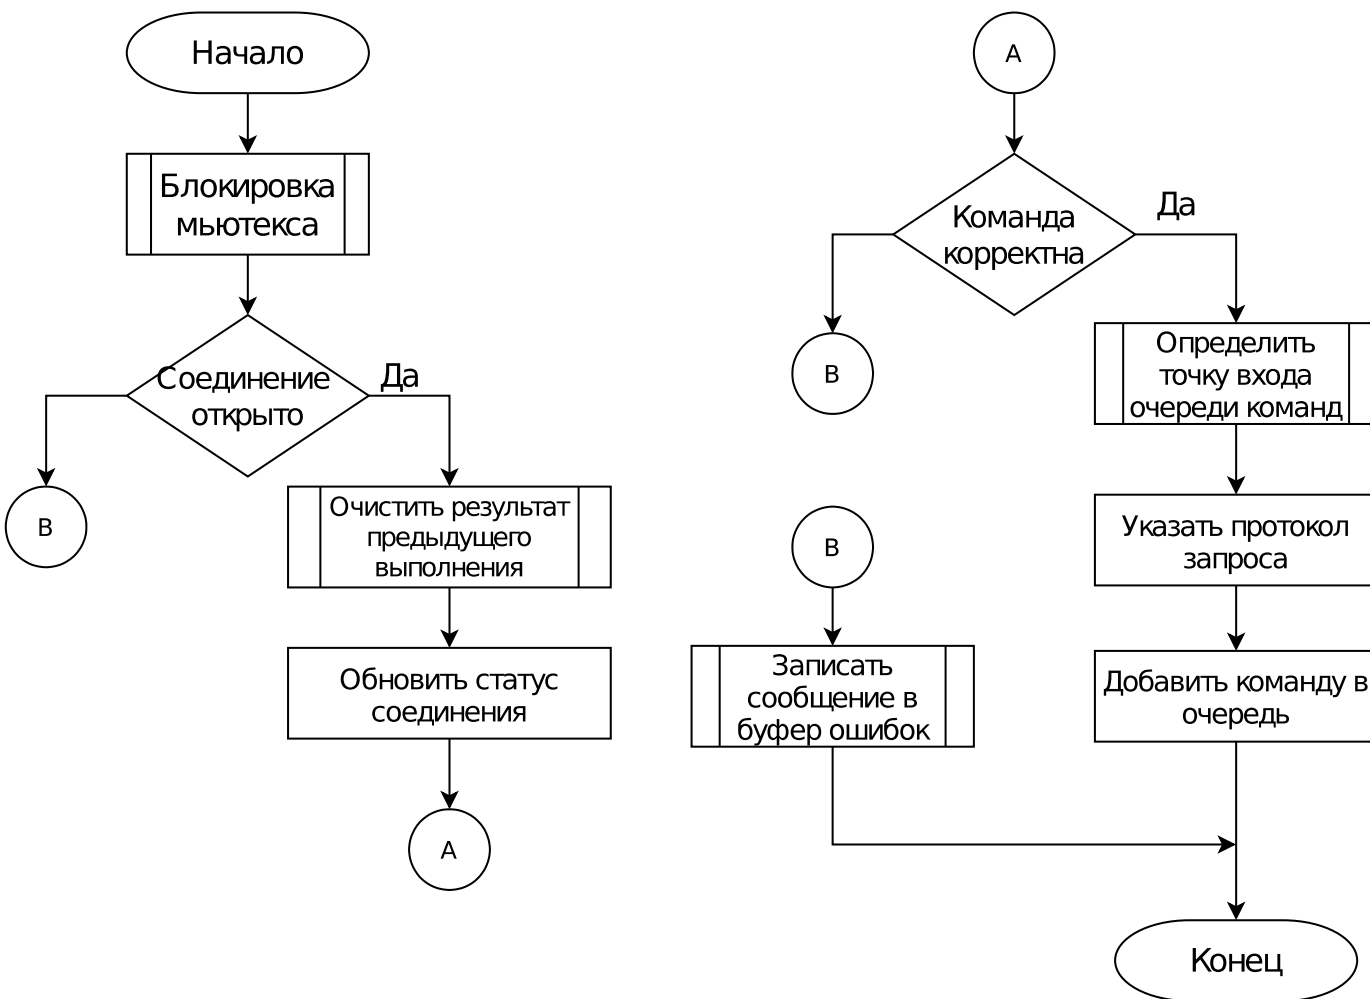 Начало
Блокировка
мьютекса
Соединение
открыто
Да
В
Очистить результат
предыдущего
выполнения
Обновить статус
соединения
А
А
Команда
корректна
Да
В
Определить
точку входа
очереди команд
Указать протокол
запроса
Добавить команду в
очередь
В
Записать
сообщение в
буфер ошибок
Конец